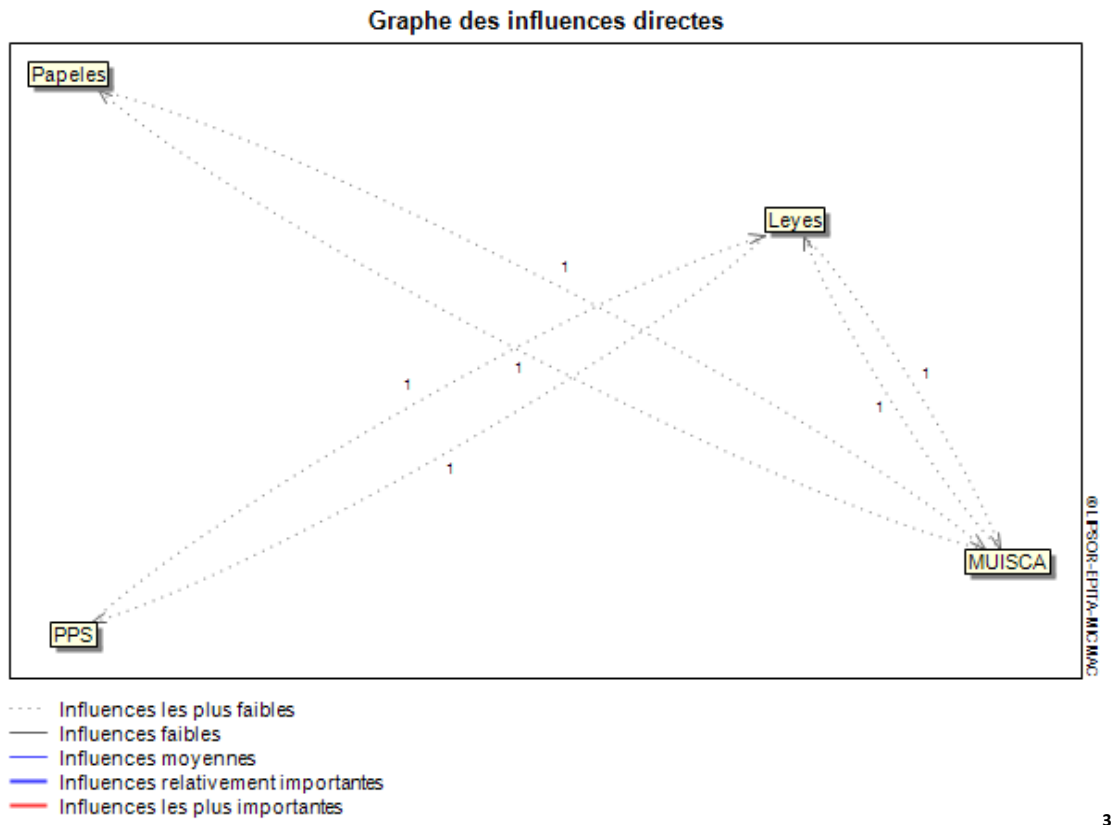 Graphe des influences directes
Papeles
Leyes
1
1
1
1
1
1
MUISCA
PPS
@LIPSOR-EPITA-MICMAC
Influences les plus faibles
Influences faibles
Influences moyennes
Influences relativement importantes
Influences les plus importantes
3